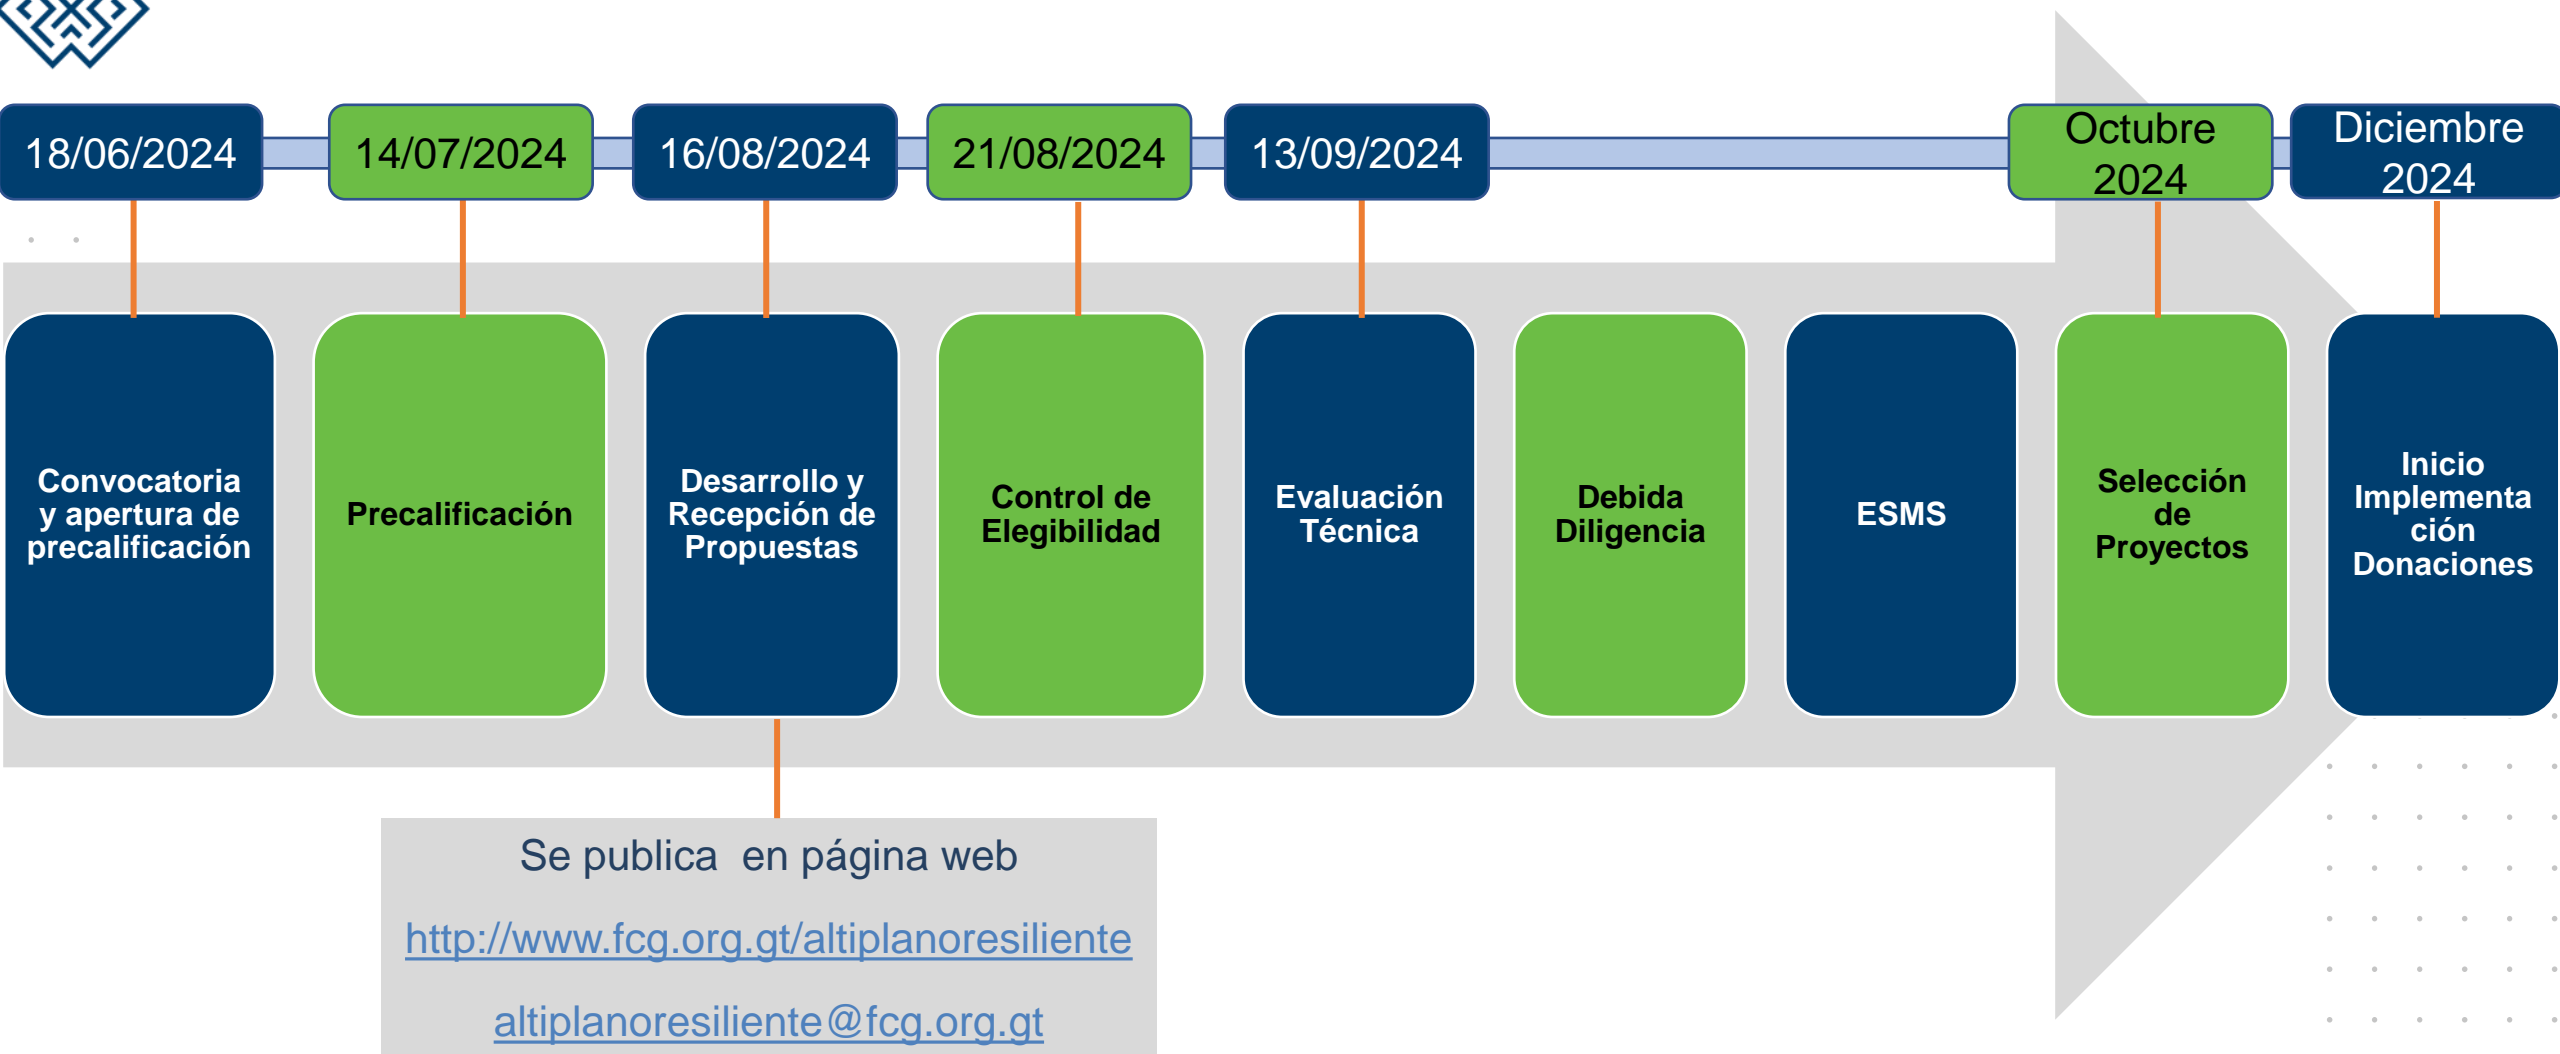 18/06/2024
14/07/2024
16/08/2024
21/08/2024
13/09/2024
Octubre
2024
Diciembre
2024
Convocatoria
y apertura de
precalificación
Precalificación
Desarrollo y
Recepción de
Propuestas
Control de
Elegibilidad
Evaluación
Técnica
Debida
Diligencia
ESMS
Selección
de
Proyectos
Inicio
Implementa
ción
Donaciones
Se publica  en página web
http://www.fcg.org.gt/altiplanoresiliente
altiplanoresiliente@fcg.org.gt